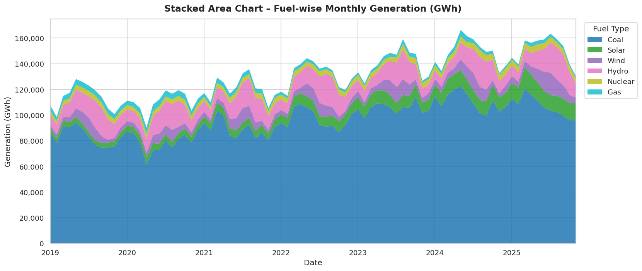 Stacked Area Chart – Fuel-wise Monthly Generation (GWh)
Fuel Type
Coal
Solar
Wind
Hydro
Nuclear
Gas
Generation (GWh)
160,000
140,000
120,000
100,000
80,000
60,000
40,000
20,000
0
2019
2020
2021
2022
2023
2024
2025
Date